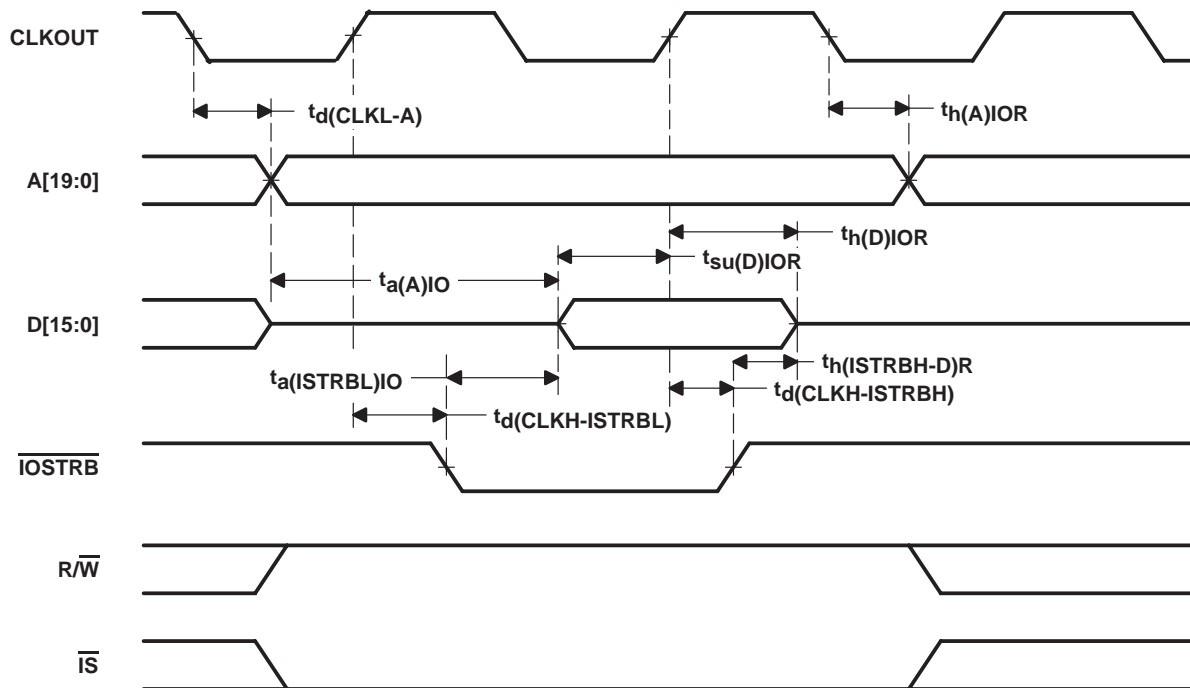 CLKOUT
td(CLKL-A)
th(A)IOR
A[19:0]
th(D)IOR
tsu(D)IOR
ta(A)IO
D[15:0]
th(ISTRBH-D)R
ta(ISTRBL)IO
td(CLKH-ISTRBH)
td(CLKH-ISTRBL)
IOSTRB
R/W
IS